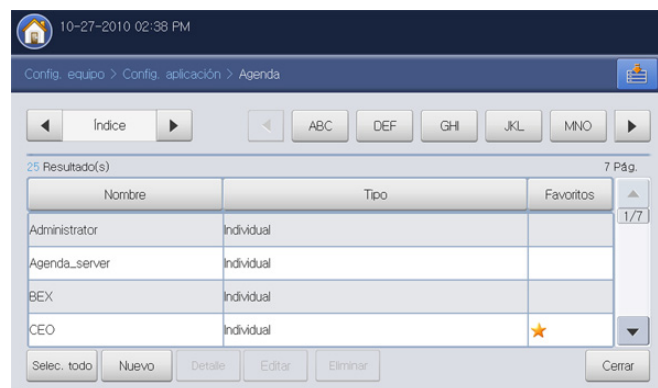 10-27-2010 02:38 PM
Config. equipo > Config. aplicación > Agenda
Índice ABC DEF GHI JKL MNO
25 Resultado(s) 7 Pág.
Nombre Tipo Favoritos
1/7
Administrator Individual
Agenda_server Individual
BEX Individual
CEO Individual
Selec. todo Nuevo Detalle Editar Eliminar Cerrar